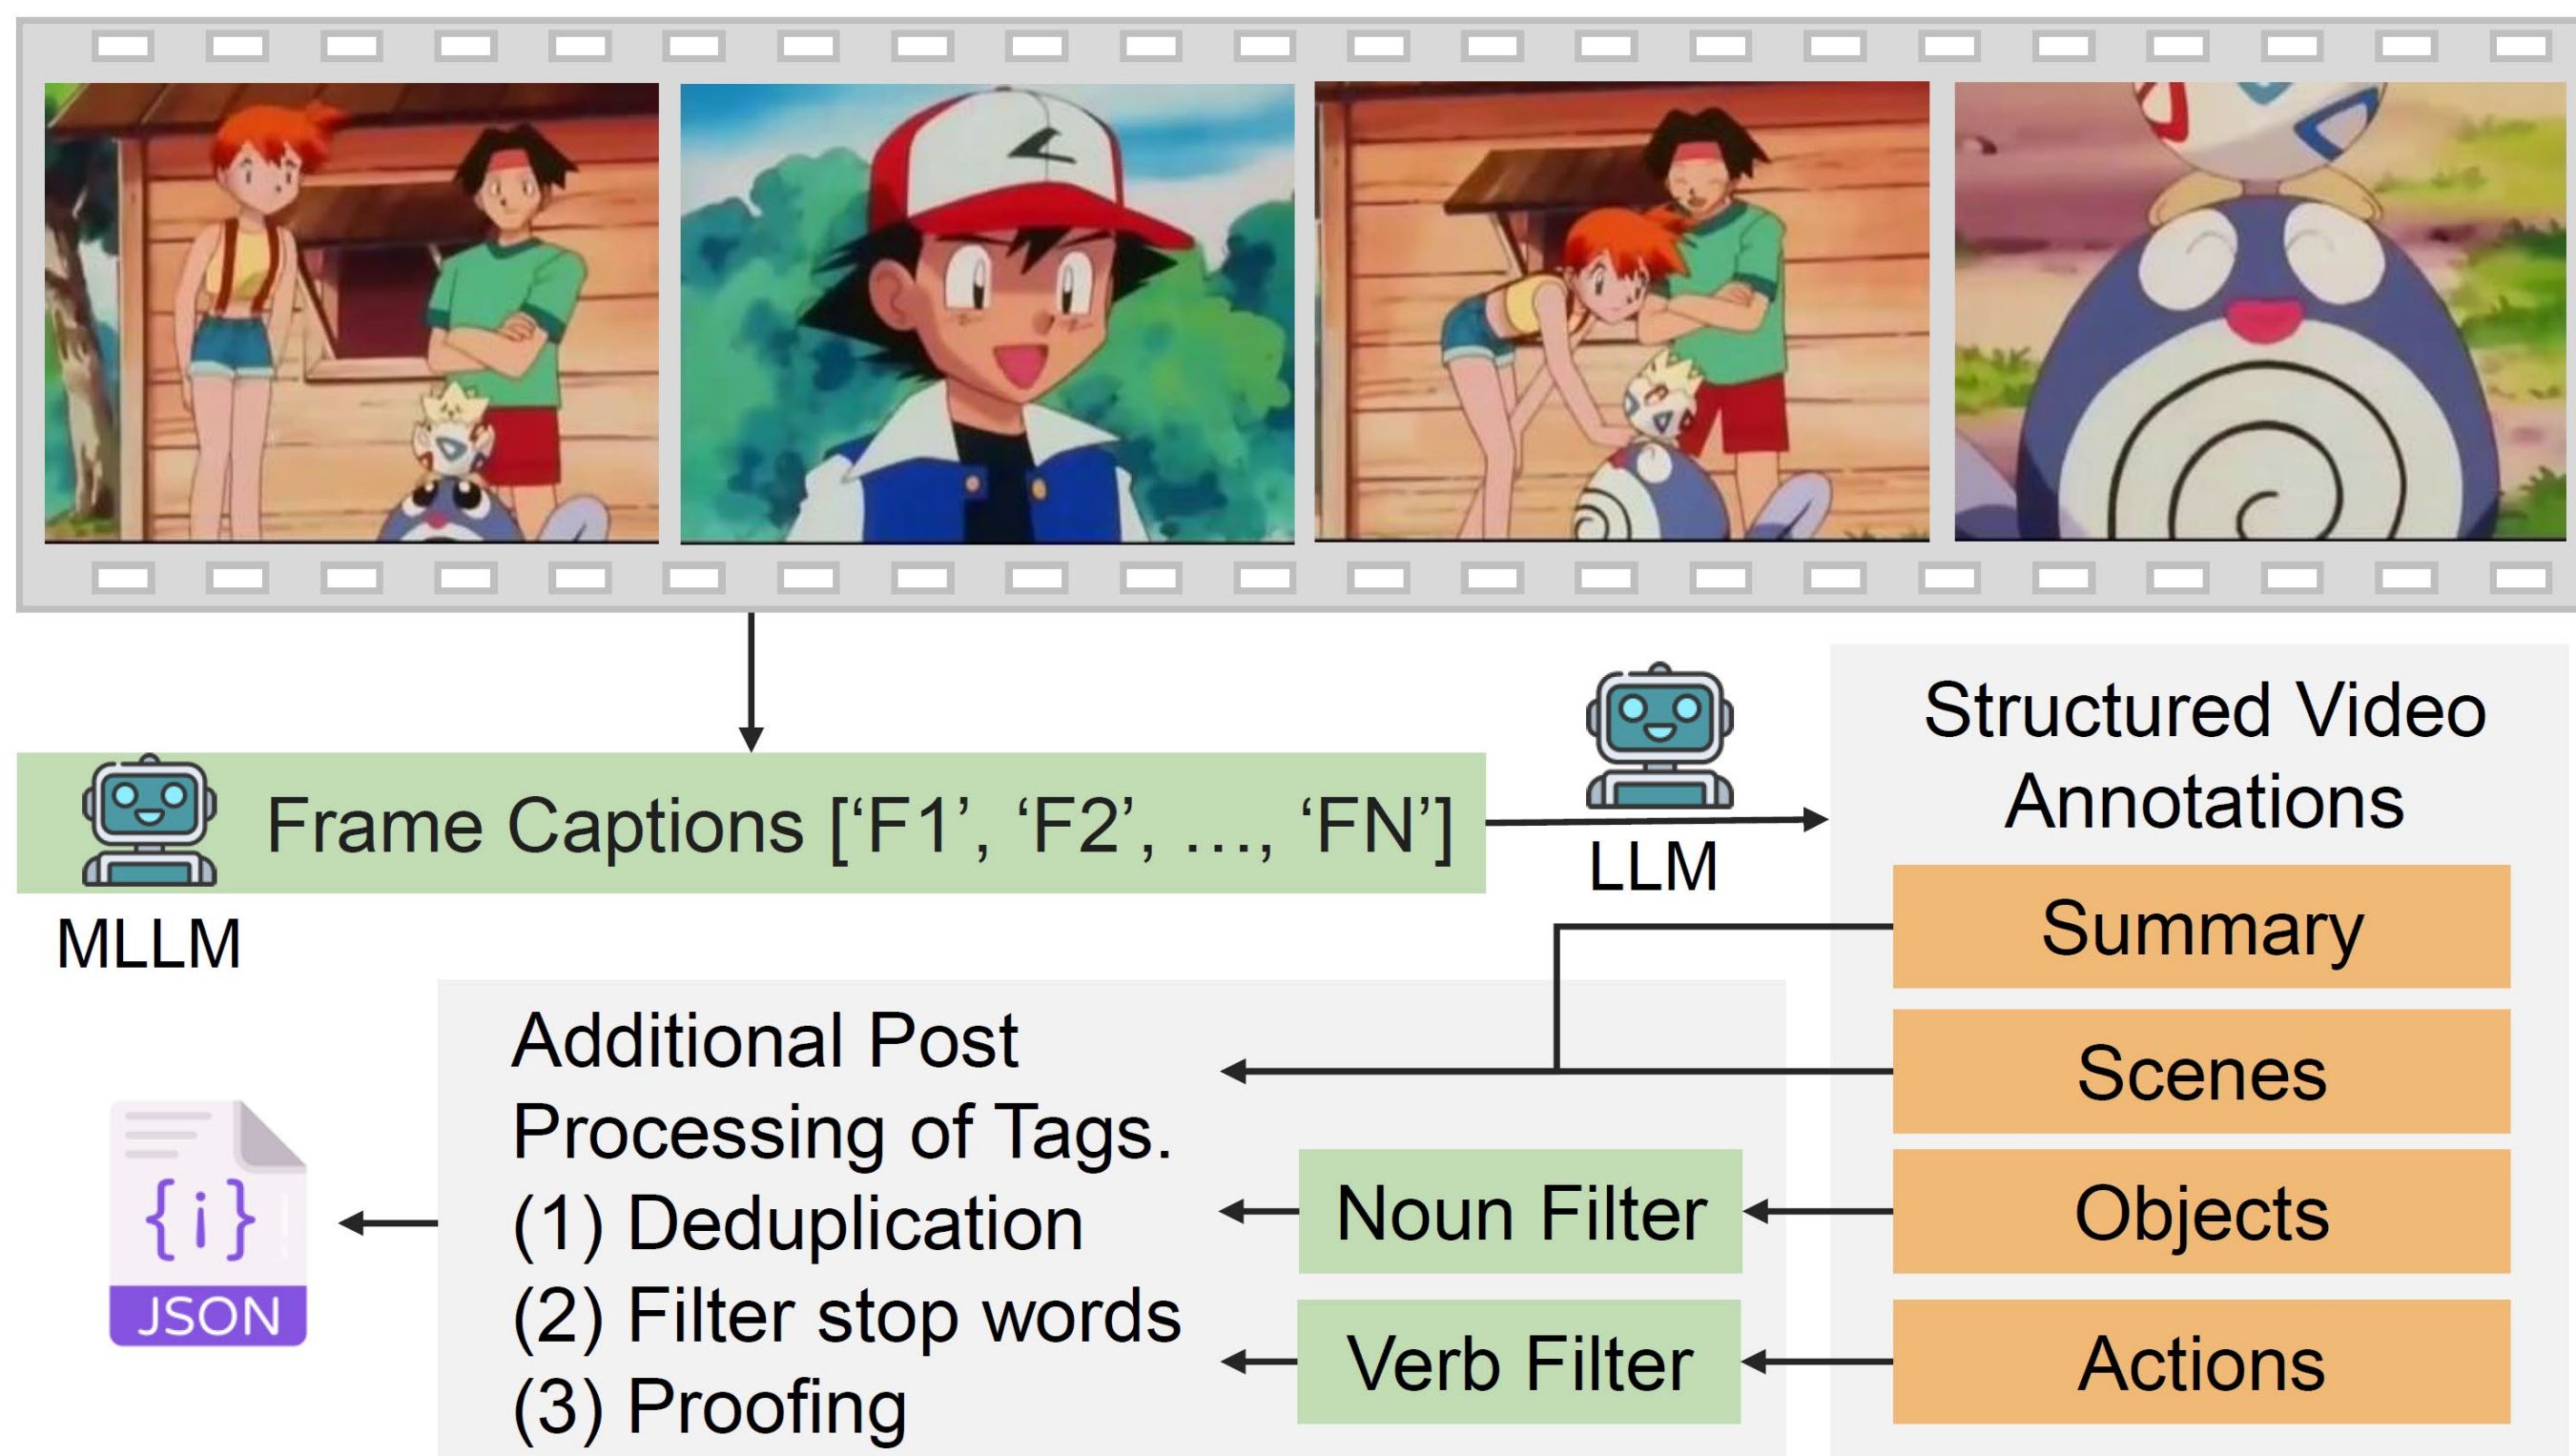 Frame Captions [‘F1’, ‘F2’, …, ‘FN’]
MLLM
LLM
Structured Video
Annotations
Summary
Scenes
Objects
Actions
Noun Filter
Verb Filter
Additional Post
Processing of Tags.
(1) Deduplication
(2) Filter stop words
(3) Proofing
{i}
JSON